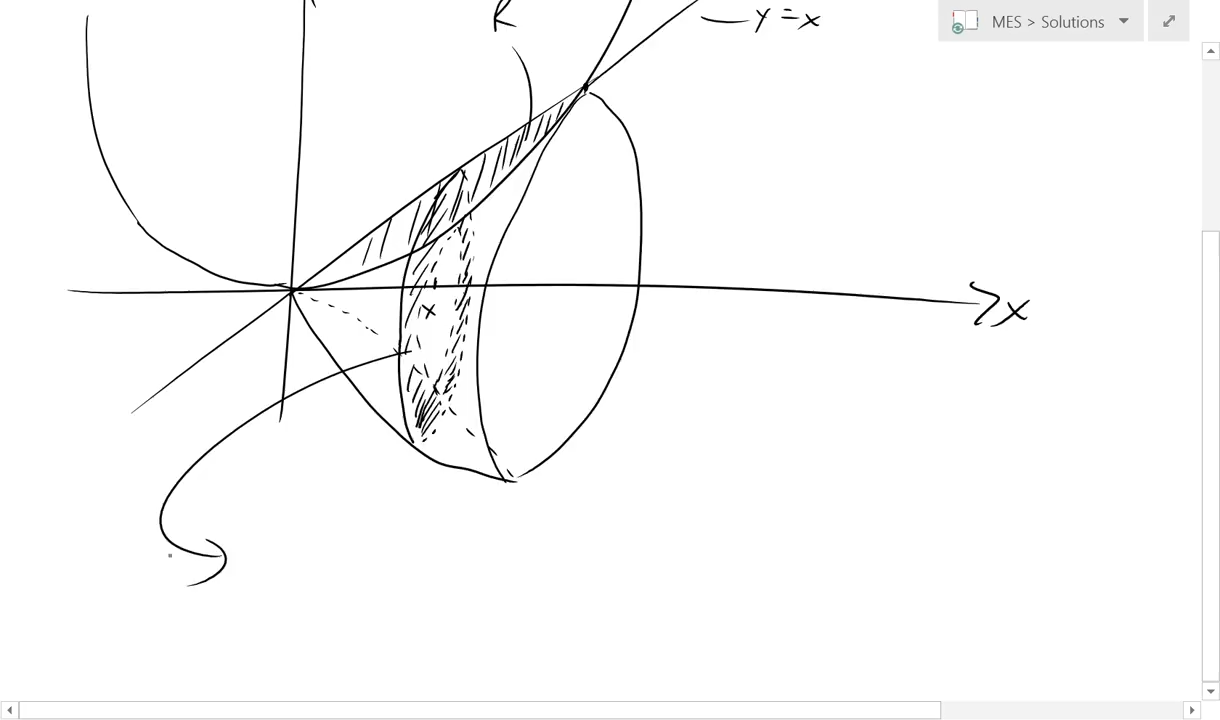 R
y = x
MES > Solutions
x
x